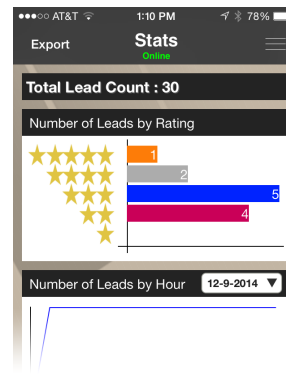 AT&T 1:10 PM 78%
Export Stats
Online
Total Lead Count : 30
Number of Leads by Rating
1
2
5
4
Number of Leads by Hour 12-9-2014